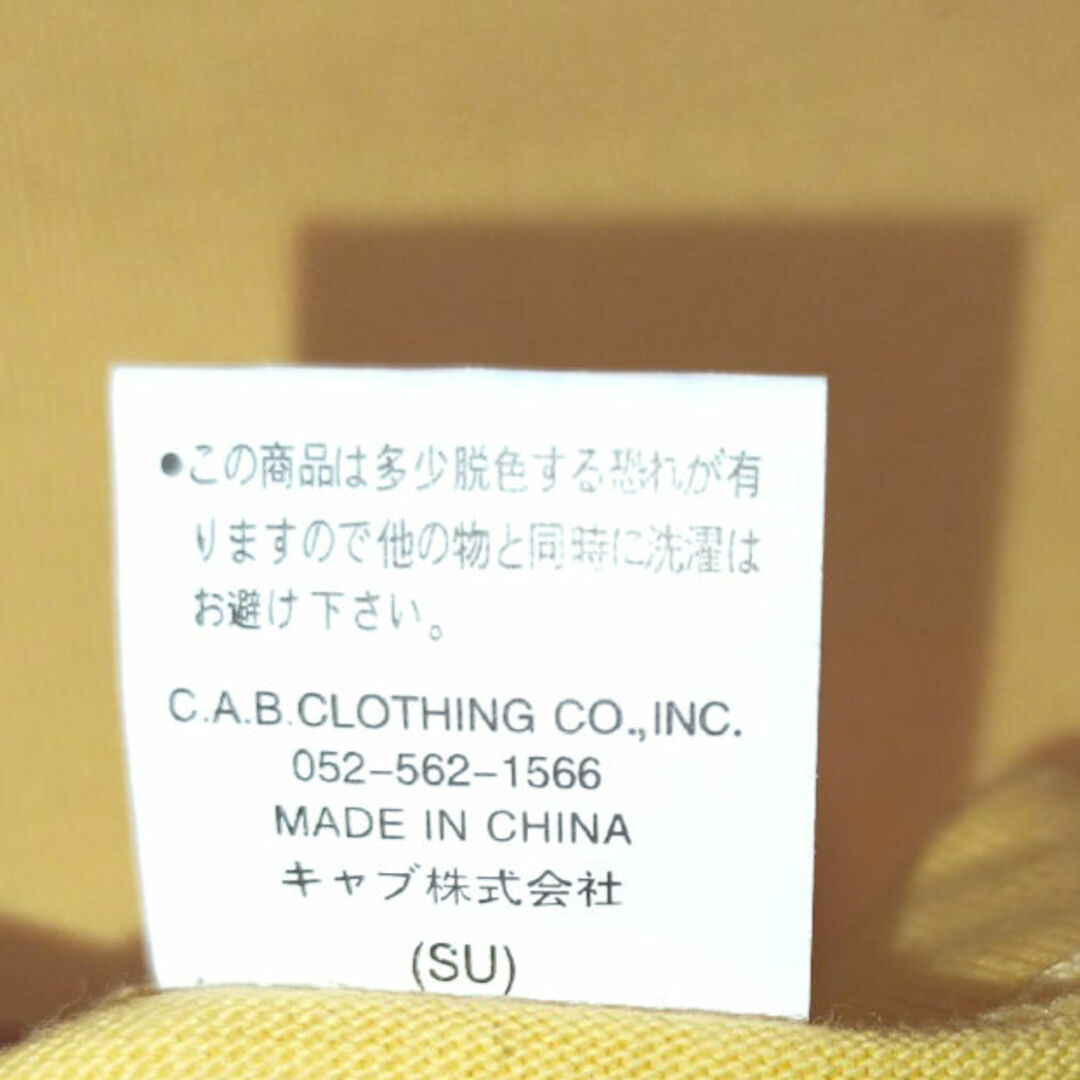 •この商品は多少脱色する恐れが有
りますので他の物と同時に洗濯は
お避け下さい。
C.A.B.CLOTHING CO.,INC.
052-562-1566
MADE IN CHINA
キャブ株式会社
(SU)